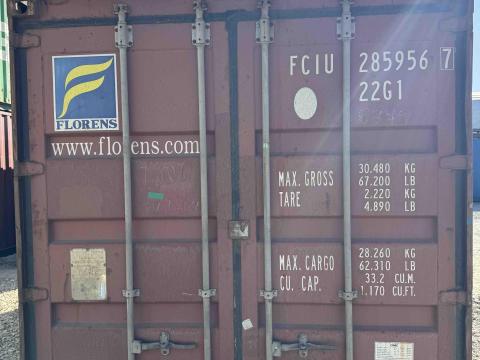 FLORENS
www.florens.com
FCIU 285956 7
22G1
MAX. GROSS 30.480 KG
67.200 LB
TARE 2.220 KG
4.890 LB
MAX. CARGO 28.260 KG
62.310 LB
CU. CAP. 33.2 CU.M.
1.170 CU.FT.